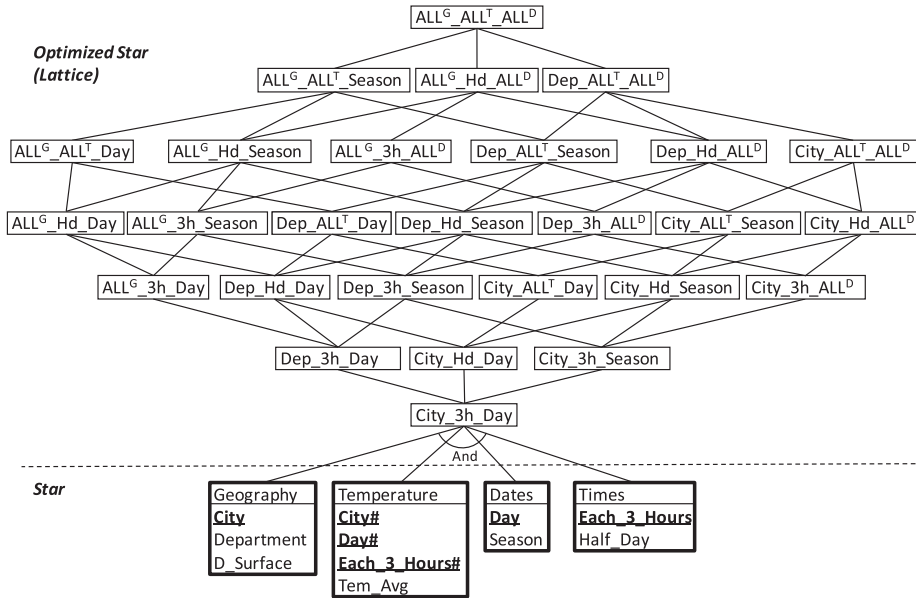 ALLᴳ_ALLᵀ_ALLᴰ
Optimized Star
(Lattice)
ALLᴳ_ALLᵀ_Season
ALLᴳ_Hd_ALLᴰ
Dep_ALLᵀ_ALLᴰ
ALLᴳ_ALLᵀ_Day
ALLᴳ_Hd_Season
ALLᴳ_3h_ALLᴰ
Dep_ALLᵀ_Season
Dep_Hd_ALLᴰ
City_ALLᵀ_ALLᴰ
ALLᴳ_Hd_Day
ALLᴳ_3h_Season
Dep_ALLᵀ_Day
Dep_Hd_Season
Dep_3h_ALLᴰ
City_ALLᵀ_Season
City_Hd_ALLᴰ
ALLᴳ_3h_Day
Dep_Hd_Day
Dep_3h_Season
City_ALLᵀ_Day
City_Hd_Season
City_3h_ALLᴰ
Dep_3h_Day
City_Hd_Day
City_3h_Season
City_3h_Day
And
Star
Geography
City
Department
D_Surface
Temperature
City#
Day#
Each_3_Hours#
Tem_Avg
Dates
Day
Season
Times
Each_3_Hours
Half_Day